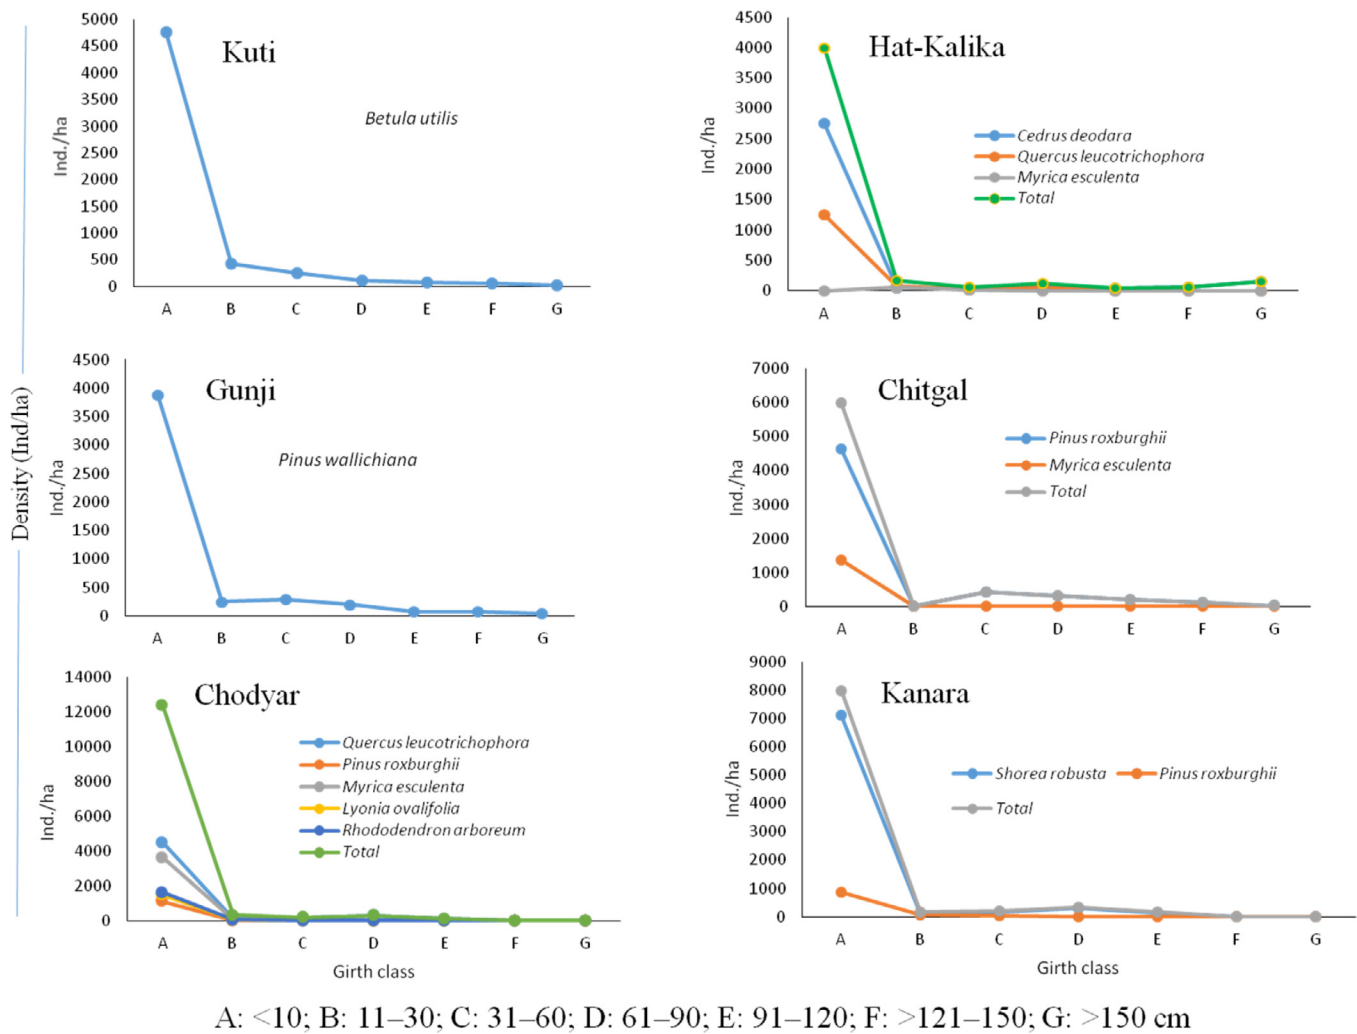 Density (Ind/ha)
Kuti
Betula utilis
Ind./ha
5000
4500
4000
3500
3000
2500
2000
1500
1000
500
0
A B C D E F G
Hat-Kalika
Cedrus deodara
Quercus leucotrichophora
Myrica esculenta
Total
Ind./ha
4500
4000
3500
3000
2500
2000
1500
1000
500
0
A B C D E F G
Gunji
Pinus wallichiana
Ind./ha
4500
4000
3500
3000
2500
2000
1500
1000
500
0
A B C D E F G
Chitgal
Pinus roxburghii
Myrica esculenta
Total
Ind./ha
7000
6000
5000
4000
3000
2000
1000
0
A B C D E F G
Chodyar
Quercus leucotrichophora
Pinus roxburghii
Myrica esculenta
Lyonia ovalifolia
Rhododendron arboreum
Total
Ind./ha
14000
12000
10000
8000
6000
4000
2000
0
A B C D E F G
Girth class
Kanara
Shorea robusta Pinus roxburghii
Total
Ind./ha
9000
8000
7000
6000
5000
4000
3000
2000
1000
0
A B C D E F G
Girth class
A: <10; B: 11–30; C: 31–60; D: 61–90; E: 91–120; F: >121–150; G: >150 cm